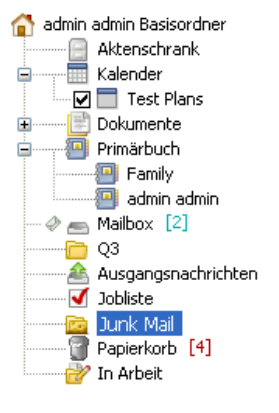 admin admin Basisordner
Aktenschrank
Kalender
Test Plans
Dokumente
Primärbuch
Family
admin admin
Mailbox [2]
Q3
Ausgangsnachrichten
Jobliste
Junk Mail
Papierkorb [4]
In Arbeit